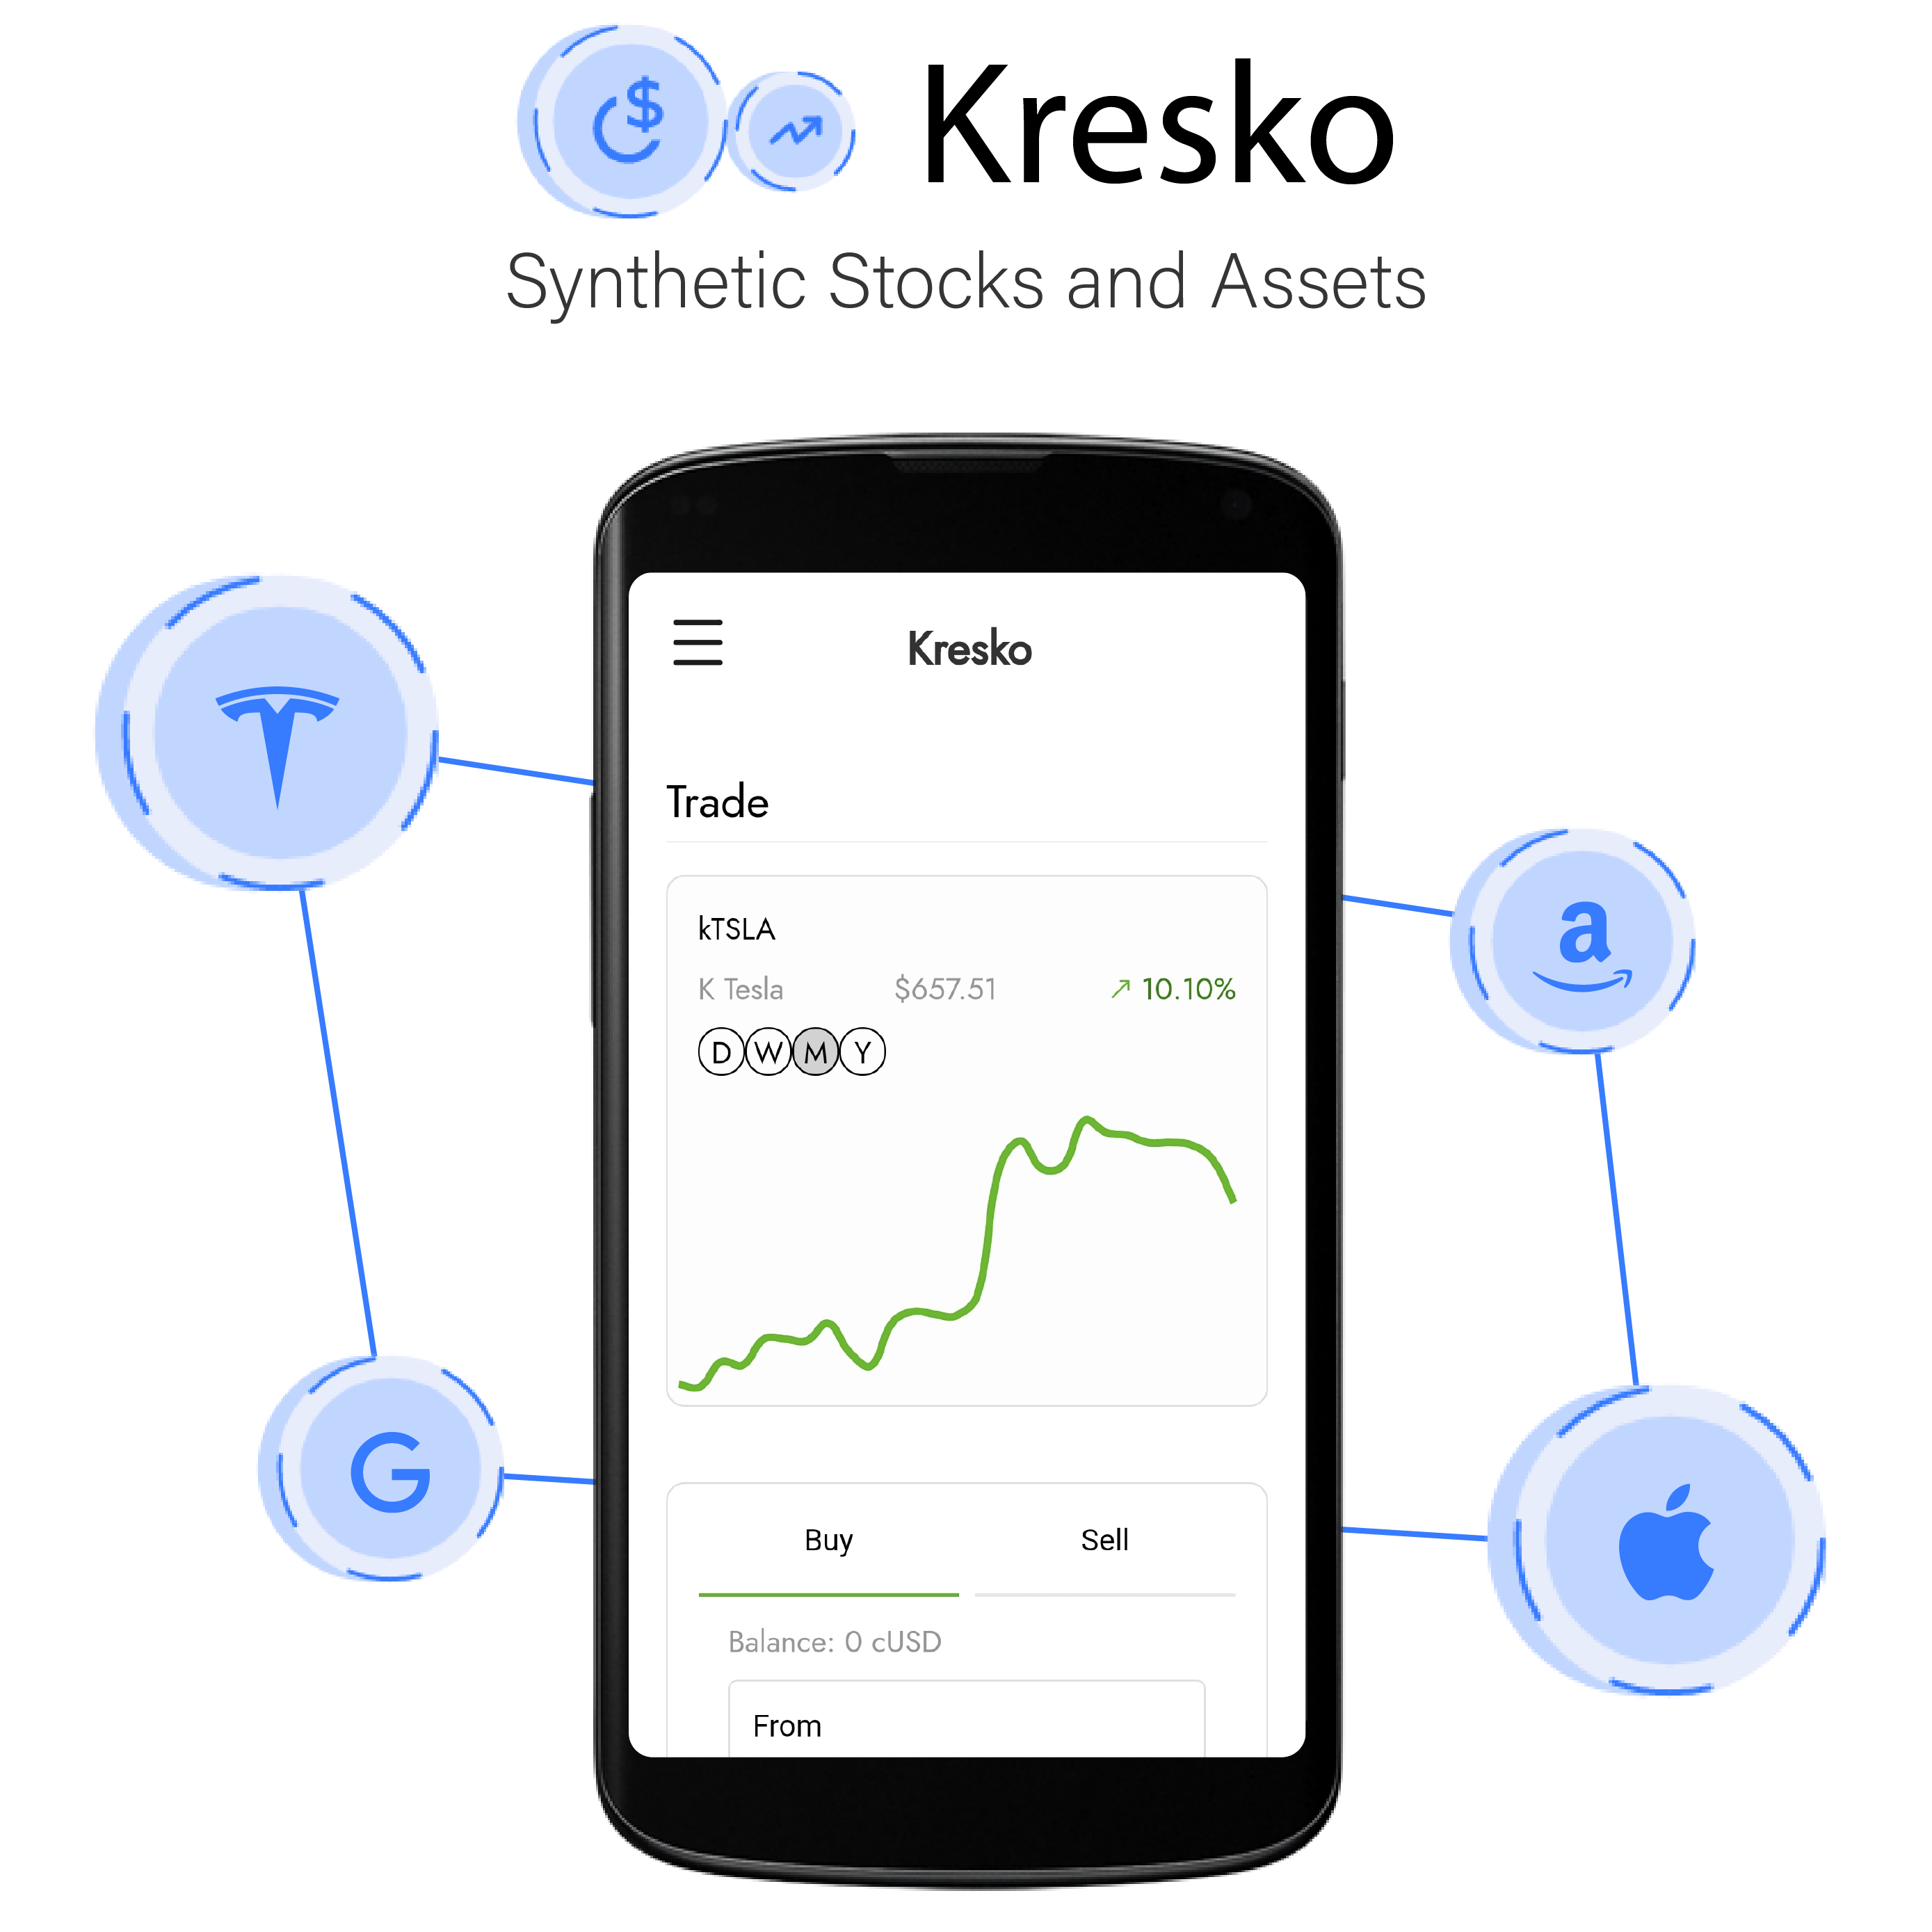 Kresko
Synthetic Stocks and Assets
Kresko
Trade
kTSLA
K Tesla $657.51 ↗ 10.10%
D W M Y
Buy Sell
Balance: 0 cUSD
From